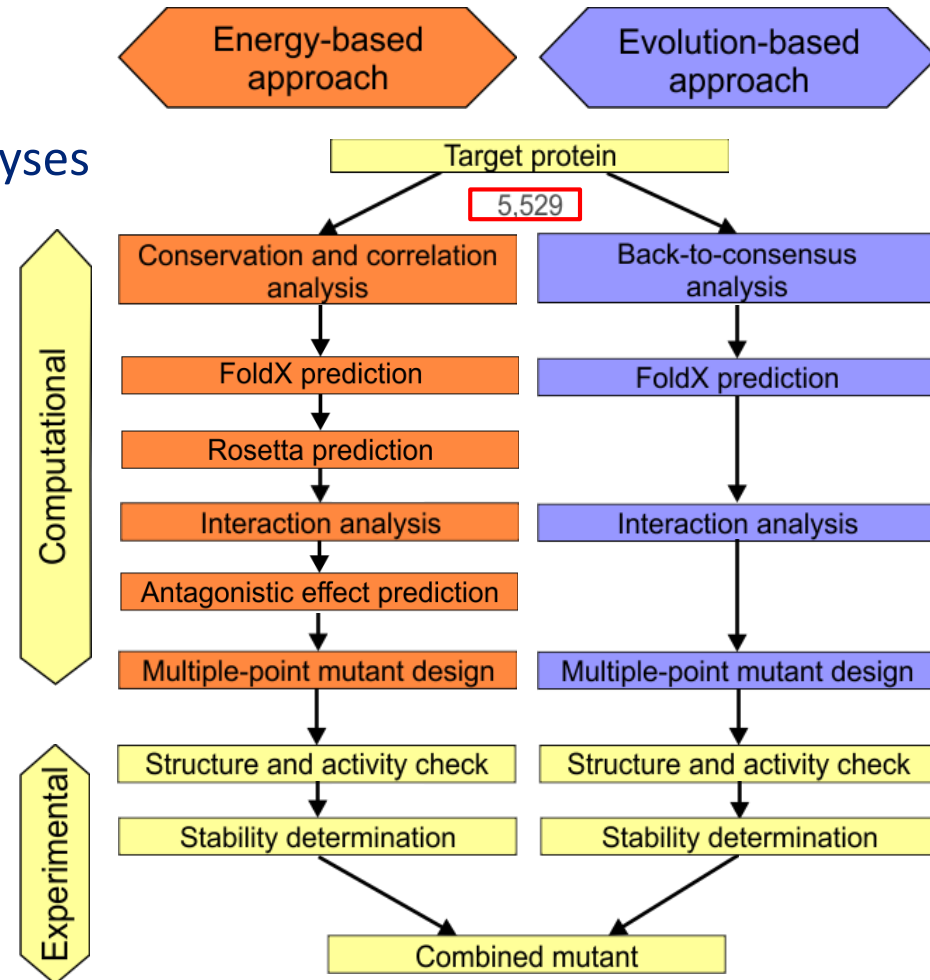 Energy-based
approach
Evolution-based
approach
yses
Target protein
5,529
Computational
Conservation and correlation
analysis
Back-to-consensus
analysis
FoldX prediction
FoldX prediction
Rosetta prediction
Interaction analysis
Interaction analysis
Antagonistic effect prediction
Multiple-point mutant design
Multiple-point mutant design
Experimental
Structure and activity check
Structure and activity check
Stability determination
Stability determination
Combined mutant